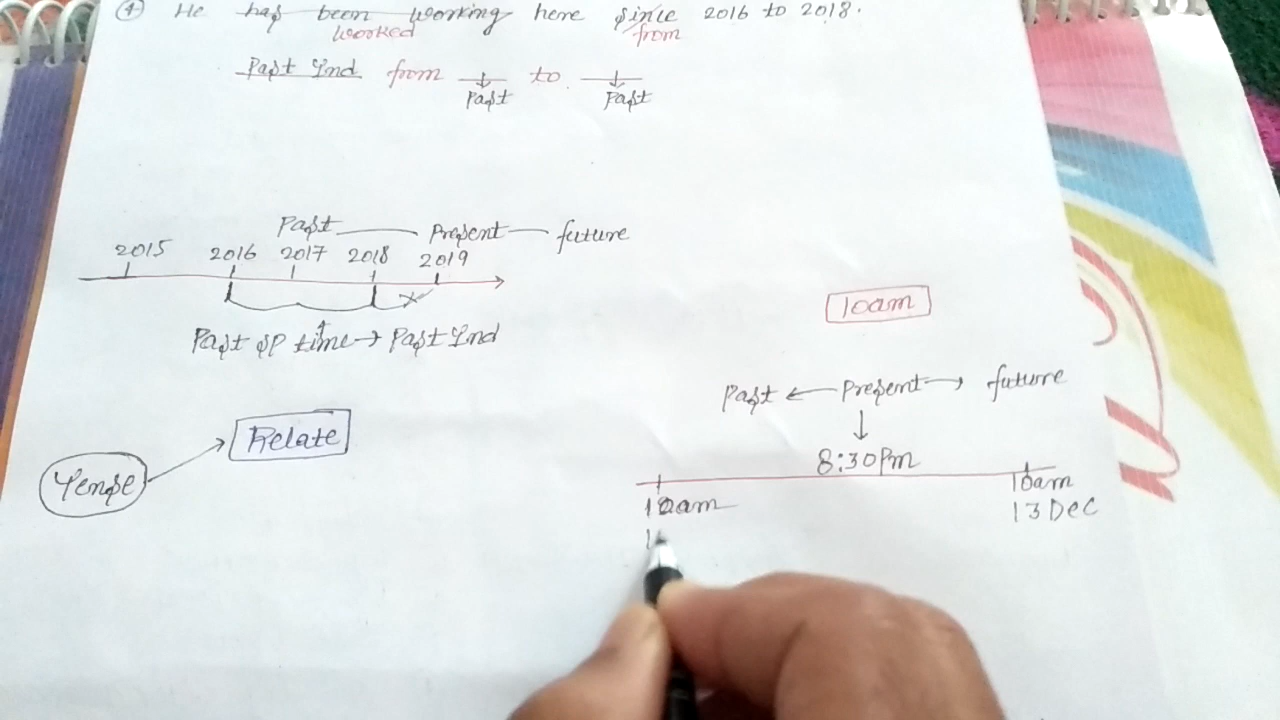 ④ He has been working here since 2016 to 2018.
worked from
Past Ind from to
Past Past
Past Present future
2015 2016 2017 2018 2019
Past sp time → Past Ind
10am
Past ← Present → future
Relate
8:30Pm
Tense
10am 10am
13 Dec